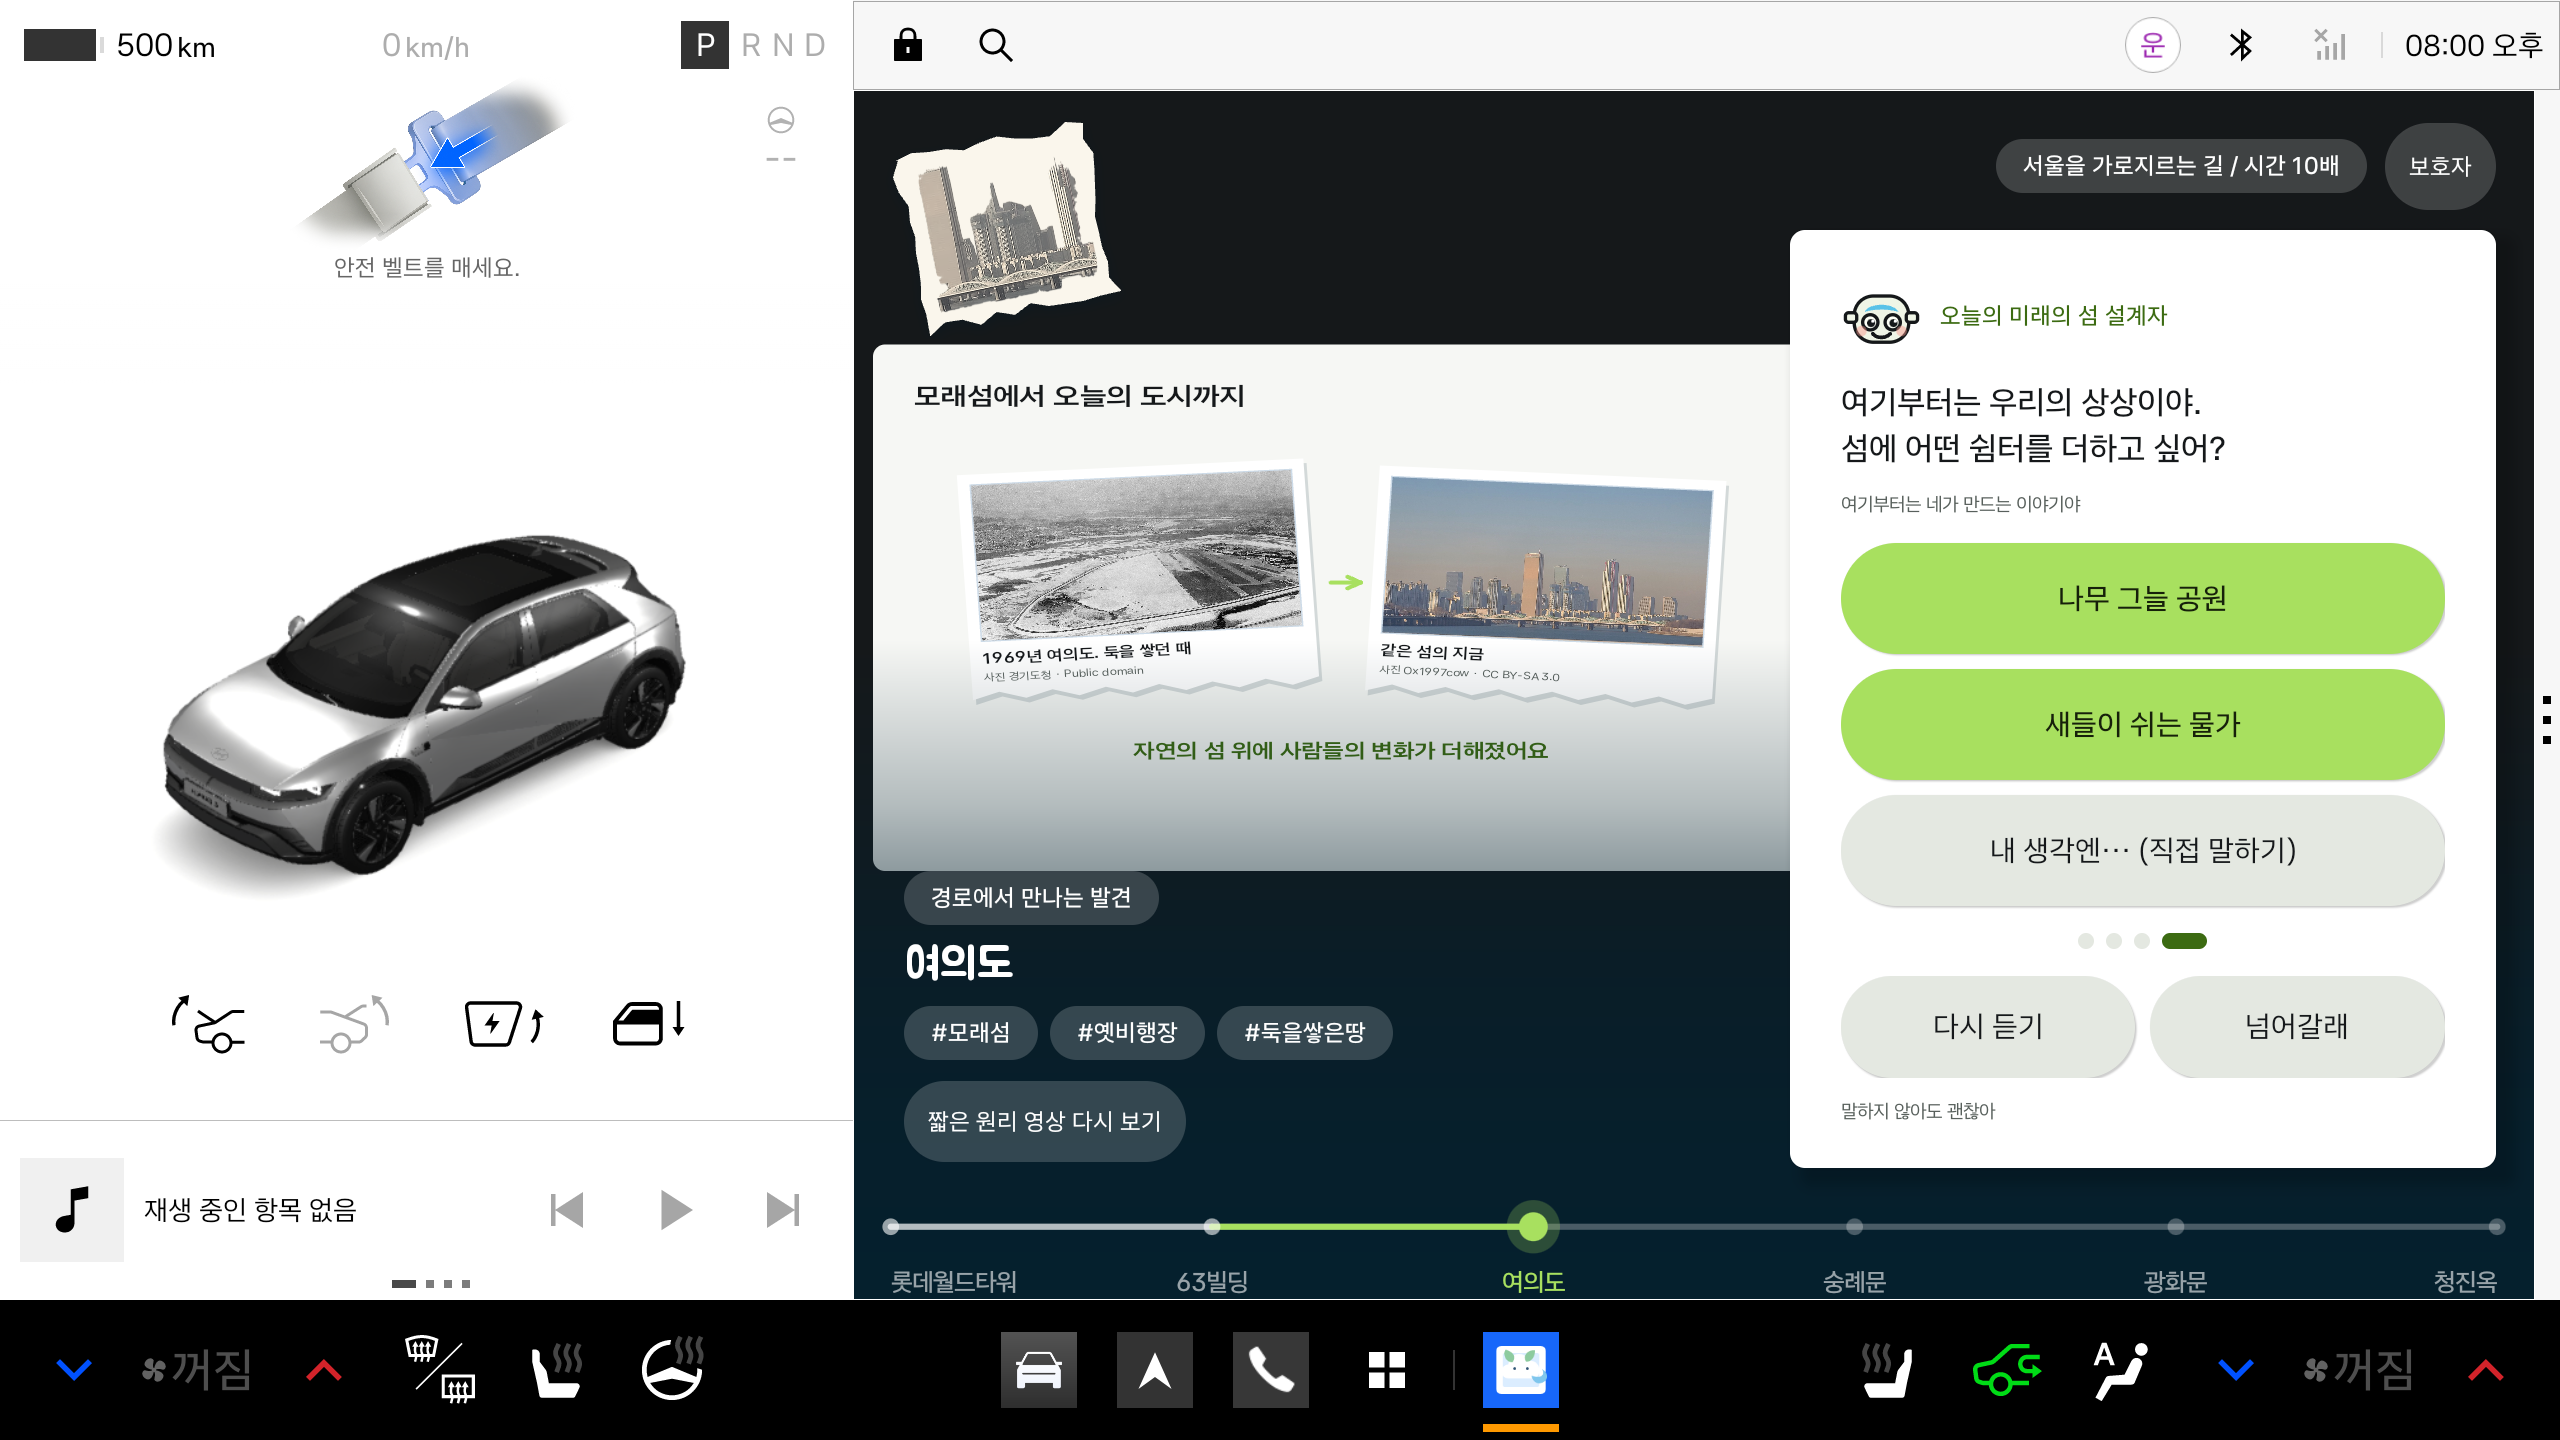 500 km
0 km/h
P R N D
운
08:00 오후
안전 벨트를 매세요.
재생 중인 항목 없음
서울을 가로지르는 길 / 시간 10배
보호자
모래섬에서 오늘의 도시까지
1969년 여의도. 둑을 쌓던 때
사진 경기도청 · Public domain
같은 섬의 지금
사진 Ox1997cow · CC BY-SA 3.0
자연의 섬 위에 사람들의 변화가 더해졌어요
경로에서 만나는 발견
여의도
#모래섬
#옛비행장
#둑을쌓은땅
짧은 원리 영상 다시 보기
오늘의 미래의 섬 설계자
여기부터는 우리의 상상이야.
섬에 어떤 쉼터를 더하고 싶어?
여기부터는 네가 만드는 이야기야
나무 그늘 공원
새들이 쉬는 물가
내 생각엔… (직접 말하기)
다시 듣기
넘어갈래
말하지 않아도 괜찮아
롯데월드타워
63빌딩
여의도
숭례문
광화문
청진옥
꺼짐
A
꺼짐